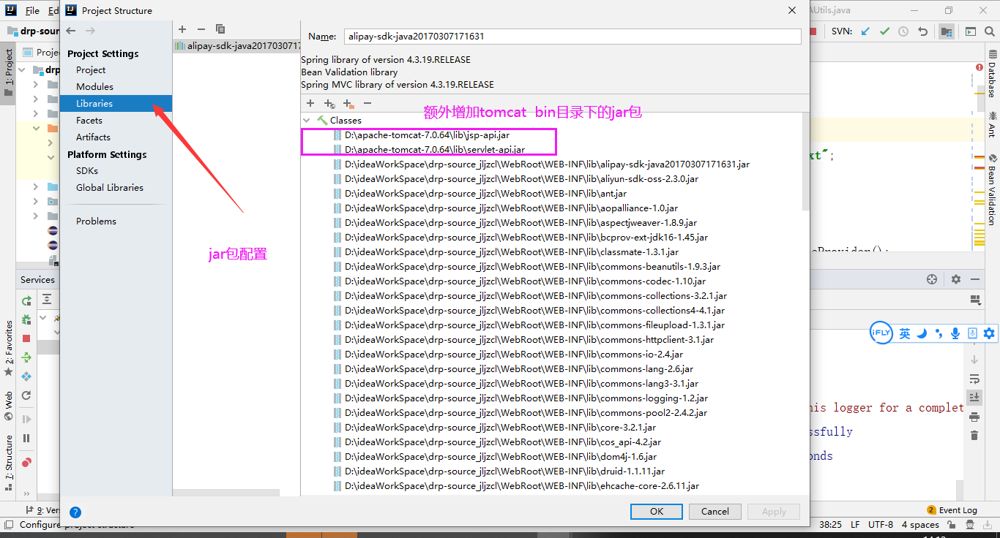 File Ed
Project Structure
AUtils.java
drp-sour
SVN:
Name:
alipay-sdk-java20170307171631
alipay-sdk-java2017030717
Project Settings
Project
Modules
Libraries
Facets
Artifacts
Platform Settings
SDKs
Global Libraries
Problems
Spring library of version 4.3.19.RELEASE
Bean Validation library
Spring MVC library of version 4.3.19.RELEASE
额外增加tomcat bin目录下的jar包
jar包配置
Classes
D:\apache-tomcat-7.0.64\lib\jsp-api.jar
D:\apache-tomcat-7.0.64\lib\servlet-api.jar
D:\ideaWorkSpace\drp-source_jljzcl\WebRoot\WEB-INF\lib\alipay-sdk-java20170307171631.jar
D:\ideaWorkSpace\drp-source_jljzcl\WebRoot\WEB-INF\lib\aliyun-sdk-oss-2.3.0.jar
D:\ideaWorkSpace\drp-source_jljzcl\WebRoot\WEB-INF\lib\ant.jar
D:\ideaWorkSpace\drp-source_jljzcl\WebRoot\WEB-INF\lib\aopalliance-1.0.jar
D:\ideaWorkSpace\drp-source_jljzcl\WebRoot\WEB-INF\lib\aspectjweaver-1.8.9.jar
D:\ideaWorkSpace\drp-source_jljzcl\WebRoot\WEB-INF\lib\bcprov-ext-jdk16-1.45.jar
D:\ideaWorkSpace\drp-source_jljzcl\WebRoot\WEB-INF\lib\classmate-1.3.1.jar
D:\ideaWorkSpace\drp-source_jljzcl\WebRoot\WEB-INF\lib\commons-beanutils-1.9.3.jar
D:\ideaWorkSpace\drp-source_jljzcl\WebRoot\WEB-INF\lib\commons-codec-1.10.jar
D:\ideaWorkSpace\drp-source_jljzcl\WebRoot\WEB-INF\lib\commons-collections-3.2.1.jar
D:\ideaWorkSpace\drp-source_jljzcl\WebRoot\WEB-INF\lib\commons-collections4-4.1.jar
D:\ideaWorkSpace\drp-source_jljzcl\WebRoot\WEB-INF\lib\commons-fileupload-1.3.1.jar
D:\ideaWorkSpace\drp-source_jljzcl\WebRoot\WEB-INF\lib\commons-httpclient-3.1.jar
D:\ideaWorkSpace\drp-source_jljzcl\WebRoot\WEB-INF\lib\commons-io-2.4.jar
D:\ideaWorkSpace\drp-source_jljzcl\WebRoot\WEB-INF\lib\commons-lang-2.6.jar
D:\ideaWorkSpace\drp-source_jljzcl\WebRoot\WEB-INF\lib\commons-lang3-3.1.jar
D:\ideaWorkSpace\drp-source_jljzcl\WebRoot\WEB-INF\lib\commons-logging-1.2.jar
D:\ideaWorkSpace\drp-source_jljzcl\WebRoot\WEB-INF\lib\commons-pool2-2.4.2.jar
D:\ideaWorkSpace\drp-source_jljzcl\WebRoot\WEB-INF\lib\core-3.2.1.jar
D:\ideaWorkSpace\drp-source_jljzcl\WebRoot\WEB-INF\lib\cos_api-4.2.jar
D:\ideaWorkSpace\drp-source_jljzcl\WebRoot\WEB-INF\lib\dom4j-1.6.jar
D:\ideaWorkSpace\drp-source_jljzcl\WebRoot\WEB-INF\lib\druid-1.1.11.jar
D:\ideaWorkSpace\drp-source_jljzcl\WebRoot\WEB-INF\lib\ehcache-core-2.6.11.jar
OK
Cancel
Apply
1: Project
Proje
drp
Services
2: Favorites
Web
7: Structure
9: Vers
Configure project structure
Database
Ant
Bean Validation
xt";
eProvider();
iFLY
英
his logger for a complet
ssfully
onds
2 Event Log
38:25 LF UTF-8 4 spaces